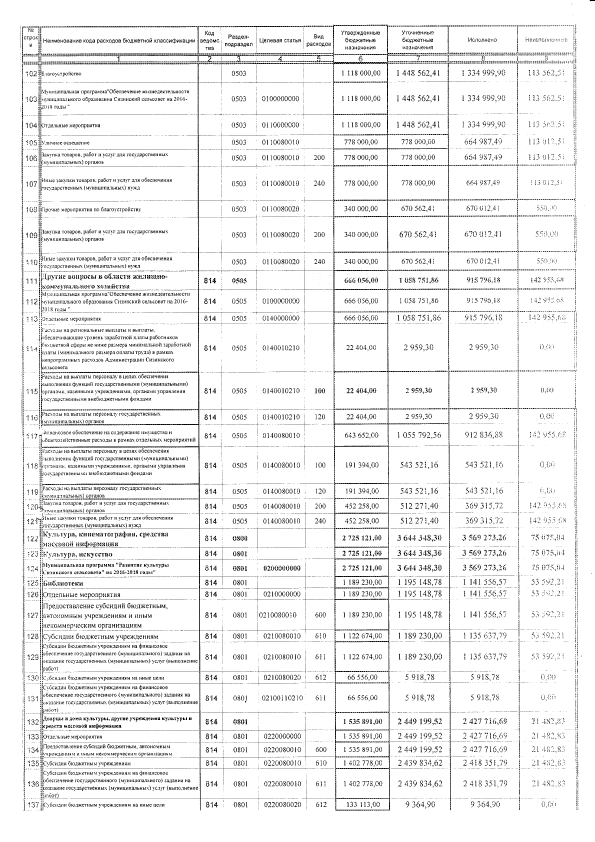 № строки	Наименование кода расходов бюджетной классификации	Код ведомства	Раздел-подраздел	Целевая статья	Вид расходов	Утвержденные бюджетные назначения	Уточненные бюджетные назначения	Исполнено	Неисполненное
1	2	3	4	5	6	7	8	9
102	Благоустройство	0503	1 118 000,00	1 448 562,41	1 334 999,90	113 562,51
103	Муниципальная программа"Обеспечение жизнедеятельности муниципального образования Сизинский сельсовет на 2016-2018 годы"	0503	0100000000	1 118 000,00	1 448 562,41	1 334 999,90	113 562,51
104	Отдельные мероприятия	0503	0110000000	1 118 000,00	1 448 562,41	1 334 999,90	113 562,51
105	Уличное освещение	0503	0110080010	778 000,00	778 000,00	664 987,49	113 012,51
106	Закупка товаров, работ и услуг для государственных (муниципальных) органов	0503	0110080010	200	778 000,00	778 000,00	664 987,49	113 012,51
107	Иные закупки товаров, работ и услуг для обеспечения государственных (муниципальных) нужд	0503	0110080010	240	778 000,00	778 000,00	664 987,49	113 012,51
108	Прочие мероприятия по благоустройству	0503	0110080020	340 000,00	670 562,41	670 012,41	550,00
109	Закупка товаров, работ и услуг для государственных (муниципальных) органов	0503	0110080020	200	340 000,00	670 562,41	670 012,41	550,00
110	Иные закупки товаров, работ и услуг для обеспечения государственных (муниципальных) нужд	0503	0110080020	240	340 000,00	670 562,41	670 012,41	550,00
111	Другие вопросы в области жилищно-коммунального хозяйства	814	0505	666 056,00	1 058 751,86	915 796,18	142 955,68
112	Муниципальная программа"Обеспечение жизнедеятельности муниципального образования Сизинский сельсовет на 2016-2018 годы"	814	0505	0100000000	666 056,00	1 058 751,86	915 796,18	142 955,68
113	Отдельные мероприятия	814	0505	0140000000	666 056,00	1 058 751,86	915 796,18	142 955,68
114	Расходы на региональные выплаты и выплаты, обеспечивающие уровень заработной платы работников бюджетной сферы не ниже размера минимальной заработной платы (минимального размера оплаты труда) в рамках непрограммных расходов Администрации Сизинского сельсовета	814	0505	0140010210	22 404,00	2 959,30	2 959,30	0,00
115	Расходы на выплаты персоналу в целях обеспечения выполнения функций государственными (муниципальными) органами, казенными учреждениями, органами управления государственными внебюджетными фондами	814	0505	0140010210	100	22 404,00	2 959,30	2 959,30	0,00
116	Расходы на выплаты персоналу государственных (муниципальных) органов	814	0505	0140010210	120	22 404,00	2 959,30	2 959,30	0,00
117	Финансовое обеспечение на содержание имущества и общехозяйственные расходы в рамках отдельных мероприятий	814	0505	0140080010	643 652,00	1 055 792,56	912 836,88	142 955,68
118	Расходы на выплаты персоналу в целях обеспечения выполнения функций государственными (муниципальными) органами, казенными учреждениями, органами управления государственными внебюджетными фондами	814	0505	0140080010	100	191 394,00	543 521,16	543 521,16	0,00
119	Расходы на выплаты персоналу государственных (муниципальных) органов	814	0505	0140080010	120	191 394,00	543 521,16	543 521,16	0,00
120	Закупка товаров, работ и услуг для государственных (муниципальных) органов	814	0505	0140080010	200	452 258,00	512 271,40	369 315,72	142 955,68
121	Иные закупки товаров, работ и услуг для обеспечения государственных (муниципальных) нужд	814	0505	0140080010	240	452 258,00	512 271,40	369 315,72	142 955,68
122	Культура, кинематография, средства массовой информации	814	0800	2 725 121,00	3 644 348,30	3 569 273,26	75 075,04
123	Культура, искусство	814	0801	2 725 121,00	3 644 348,30	3 569 273,26	75 075,04
124	Муниципальная программа "Развитие культуры Сизинского сельсовета" на 2016-2018 годы"	814	0801	0200000000	2 725 121,00	3 644 348,30	3 569 273,26	75 075,04
125	Библиотеки	814	0801	1 189 230,00	1 195 148,78	1 141 556,57	53 592,21
126	Отдельные мероприятия	814	0801	0210000000	1 189 230,00	1 195 148,78	1 141 556,57	53 592,21
127	Предоставление субсидий бюджетным, автономным учреждениям и иным некоммерческим организациям	814	0801	0210080010	600	1 189 230,00	1 195 148,78	1 141 556,57	53 592,21
128	Субсидии бюджетным учреждениям	814	0801	0210080010	610	1 122 674,00	1 189 230,00	1 135 637,79	53 592,21
129	Субсидии бюджетным учреждениям на финансовое обеспечение государственного (муниципального) задания на оказание государственных (муниципальных) услуг (выполнение работ)	814	0801	0210080010	611	1 122 674,00	1 189 230,00	1 135 637,79	53 592,21
130	Субсидии бюджетным учреждениям на иные цели	814	0801	0210080020	612	66 556,00	5 918,78	5 918,78	0,00
131	Субсидии бюджетным учреждениям на финансовое обеспечение государственного (муниципального) задания на оказание государственных (муниципальных) услуг (выполнение работ)	814	0801	02100110210	611	66 556,00	5 918,78	5 918,78	0,00
132	Дворцы и дома культуры, другие учреждения культуры и средств массовой информации	814	0801	1 535 891,00	2 449 199,52	2 427 716,69	21 482,83
133	Отдельные мероприятия	814	0801	0220000000	1 535 891,00	2 449 199,52	2 427 716,69	21 482,83
134	Предоставление субсидий бюджетным, автономным учреждениям и иным некоммерческим организациям	814	0801	0220080010	600	1 535 891,00	2 449 199,52	2 427 716,69	21 482,83
135	Субсидии бюджетным учреждениям	814	0801	0220080010	610	1 402 778,00	2 439 834,62	2 418 351,79	21 482,83
136	Субсидии бюджетным учреждениям на финансовое обеспечение государственного (муниципального) задания на оказание государственных (муниципальных) услуг (выполнение работ)	814	0801	0220080010	611	1 402 778,00	2 439 834,62	2 418 351,79	21 482,83
137	Субсидии бюджетным учреждениям на иные цели	814	0801	0220080020	612	133 113,00	9 364,90	9 364,90	0,00